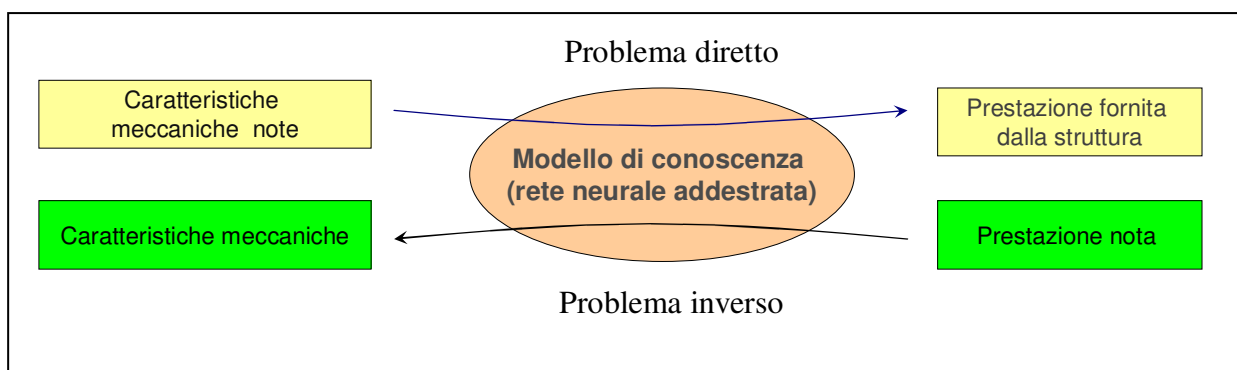 Problema diretto
Caratteristiche
meccaniche note
Prestazione fornita
dalla struttura
Modello di conoscenza
(rete neurale addestrata)
Caratteristiche meccaniche
Prestazione nota
Problema inverso